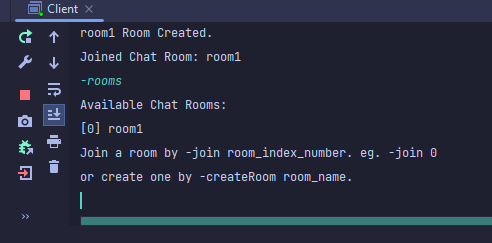 Client
room1 Room Created.
Joined Chat Room: room1
-rooms
Available Chat Rooms:
[0] room1
Join a room by -join room_index_number. eg. -join 0
or create one by -createRoom room_name.